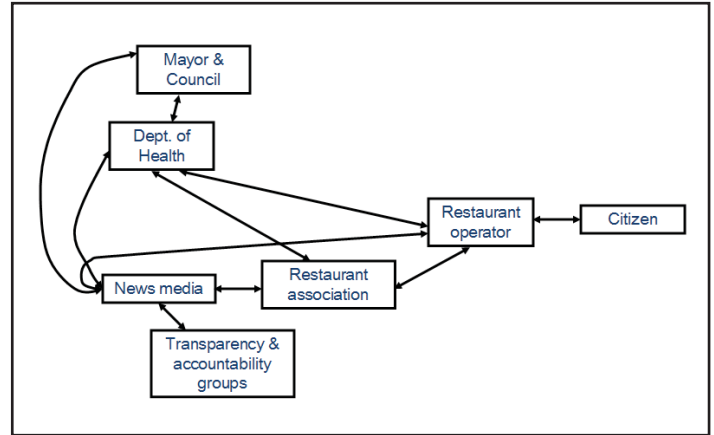 Mayor &
Council
Dept. of
Health
Restaurant
operator
Citizen
News media
Restaurant
association
Transparency &
accountability
groups